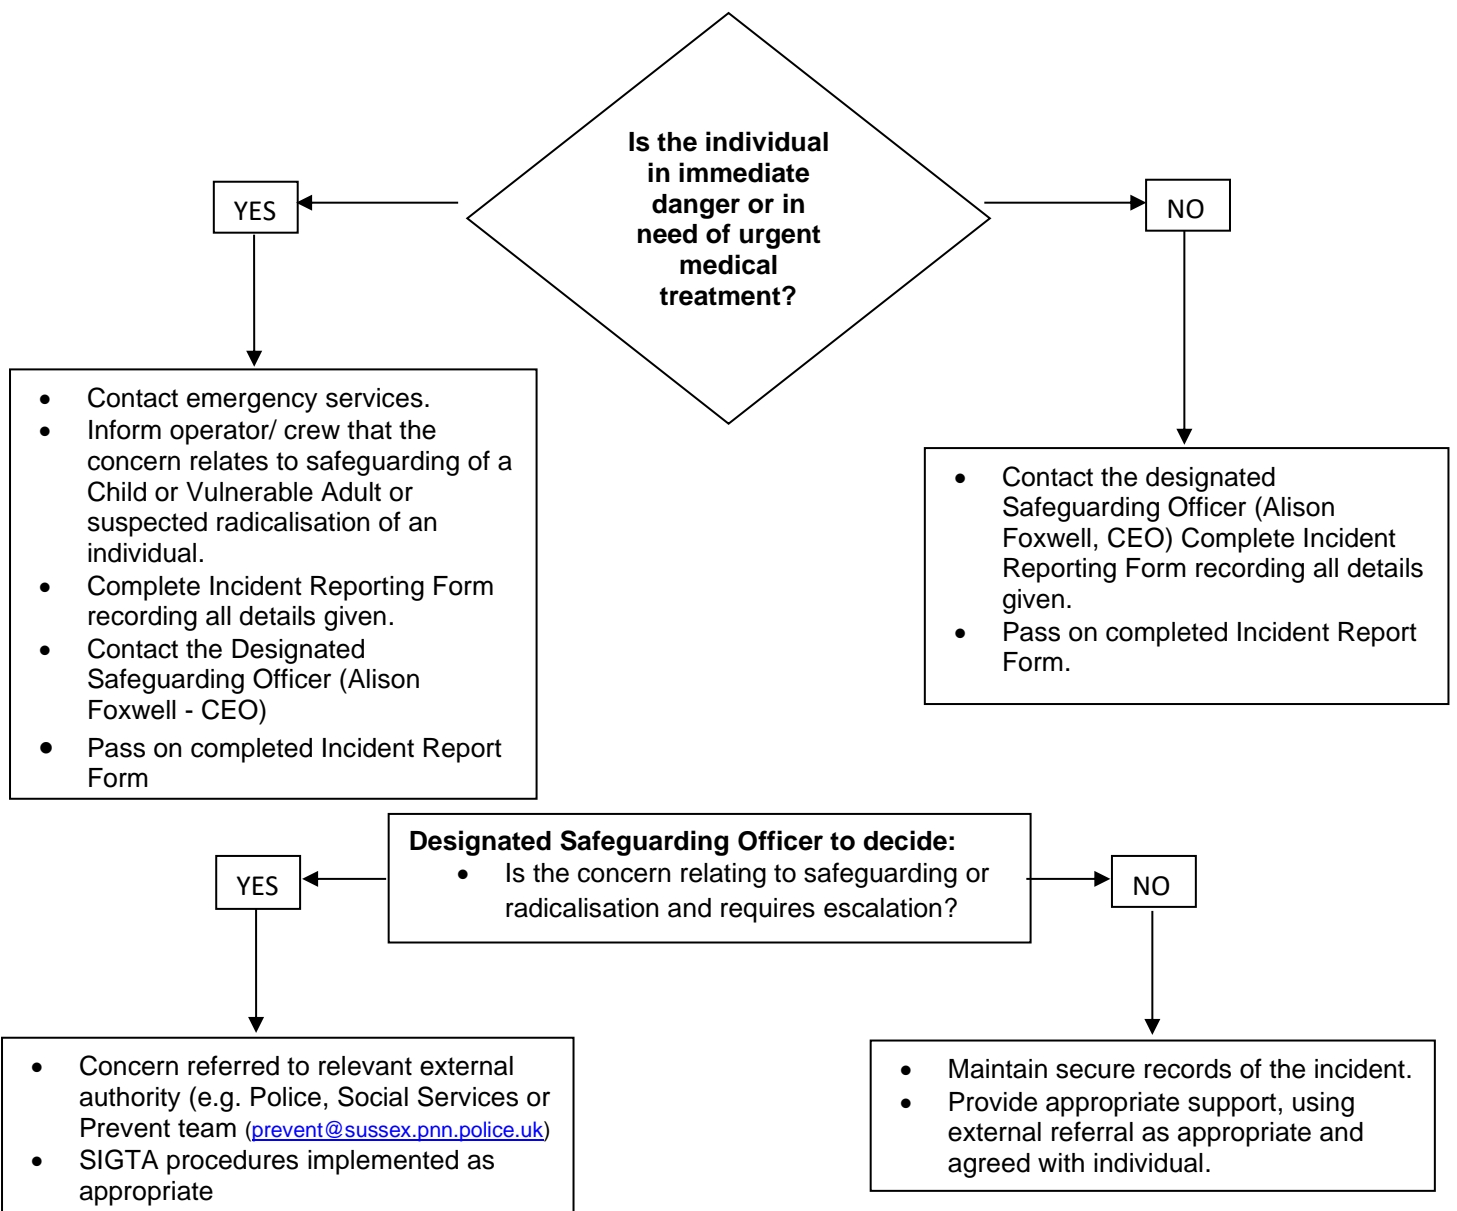 Is the individual
in immediate
danger or in
need of urgent
medical
treatment?
YES
NO
• Contact emergency services.
• Inform operator/ crew that the
concern relates to safeguarding of a
Child or Vulnerable Adult or
suspected radicalisation of an
individual.
• Complete Incident Reporting Form
recording all details given.
• Contact the Designated
Safeguarding Officer (Alison
Foxwell - CEO)
• Pass on completed Incident Report
Form
• Contact the designated
Safeguarding Officer (Alison
Foxwell, CEO) Complete Incident
Reporting Form recording all details
given.
• Pass on completed Incident Report
Form.
Designated Safeguarding Officer to decide:
• Is the concern relating to safeguarding or
radicalisation and requires escalation?
YES
NO
• Concern referred to relevant external
authority (e.g. Police, Social Services or
Prevent team (prevent@sussex.pnn.police.uk)
• SIGTA procedures implemented as
appropriate
• Maintain secure records of the incident.
• Provide appropriate support, using
external referral as appropriate and
agreed with individual.